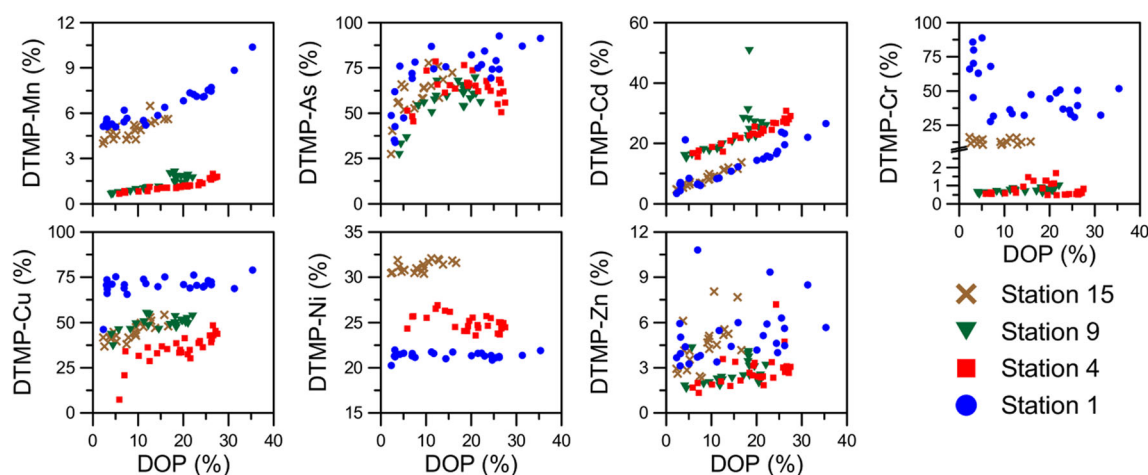 DTMP-Mn (%)
12
9
6
3
0
DTMP-As (%)
100
75
50
25
0
DTMP-Cd (%)
60
40
20
0
DTMP-Cr (%)
100
75
50
25
2
1
0
0 10 20 30 40
DOP (%)
DTMP-Cu (%)
100
75
50
25
0
0 10 20 30 40
DOP (%)
DTMP-Ni (%)
35
30
25
20
15
0 10 20 30 40
DOP (%)
DTMP-Zn (%)
12
9
6
3
0
0 10 20 30 40
DOP (%)
Station 15
Station 9
Station 4
Station 1